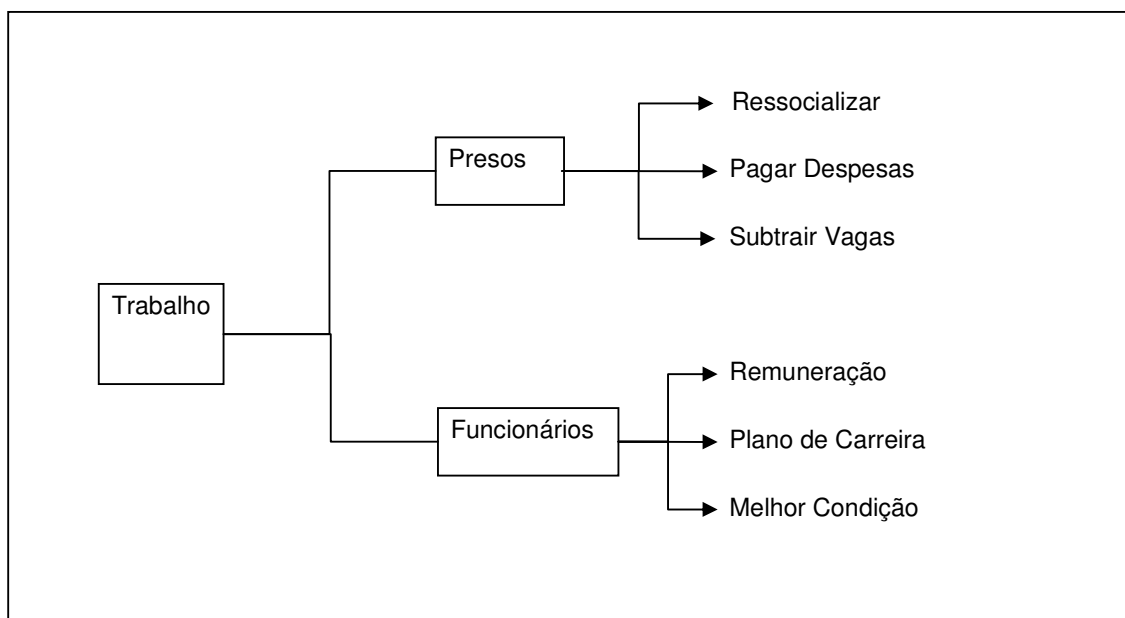 Ressocializar
Presos
Pagar Despesas
Subtrair Vagas
Trabalho
Remuneração
Funcionários
Plano de Carreira
Melhor Condição